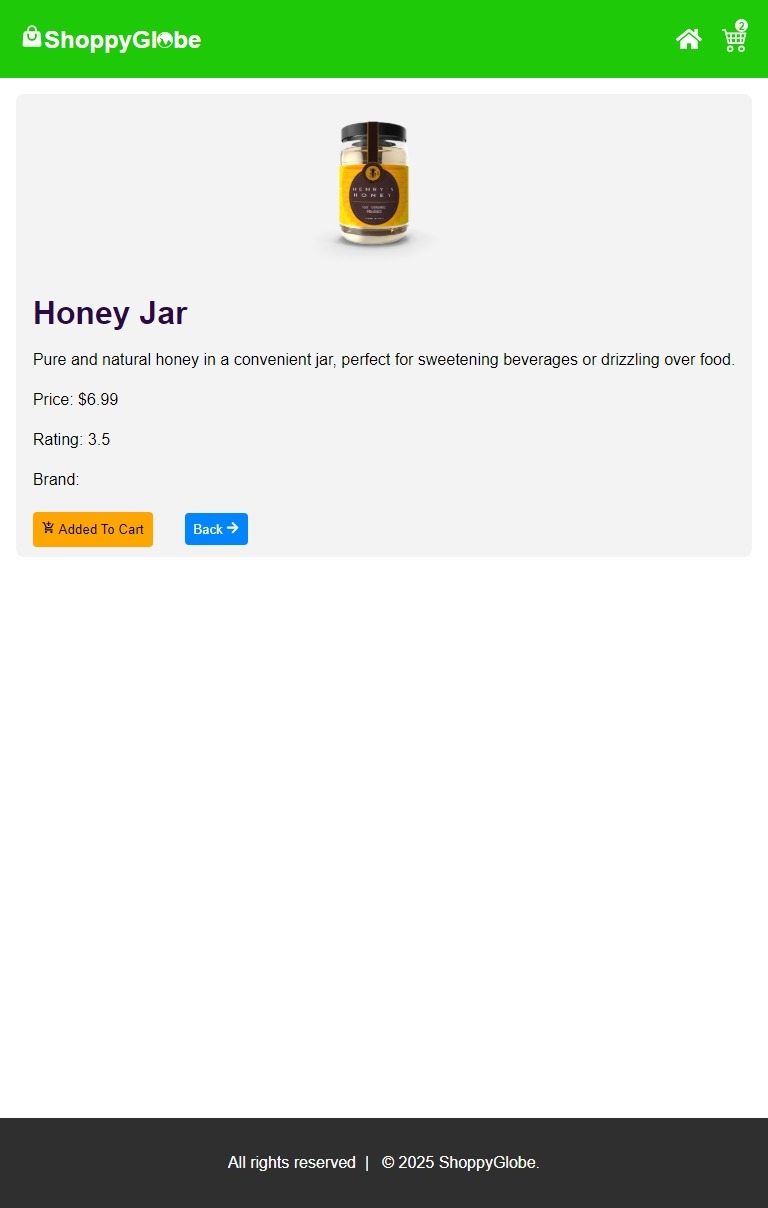 ShoppyGlobe
2
HENRY'S
HONEY
Honey Jar
Pure and natural honey in a convenient jar, perfect for sweetening beverages or drizzling over food.
Price: $6.99
Rating: 3.5
Brand:
Added To Cart
Back
All rights reserved | © 2025 ShoppyGlobe.